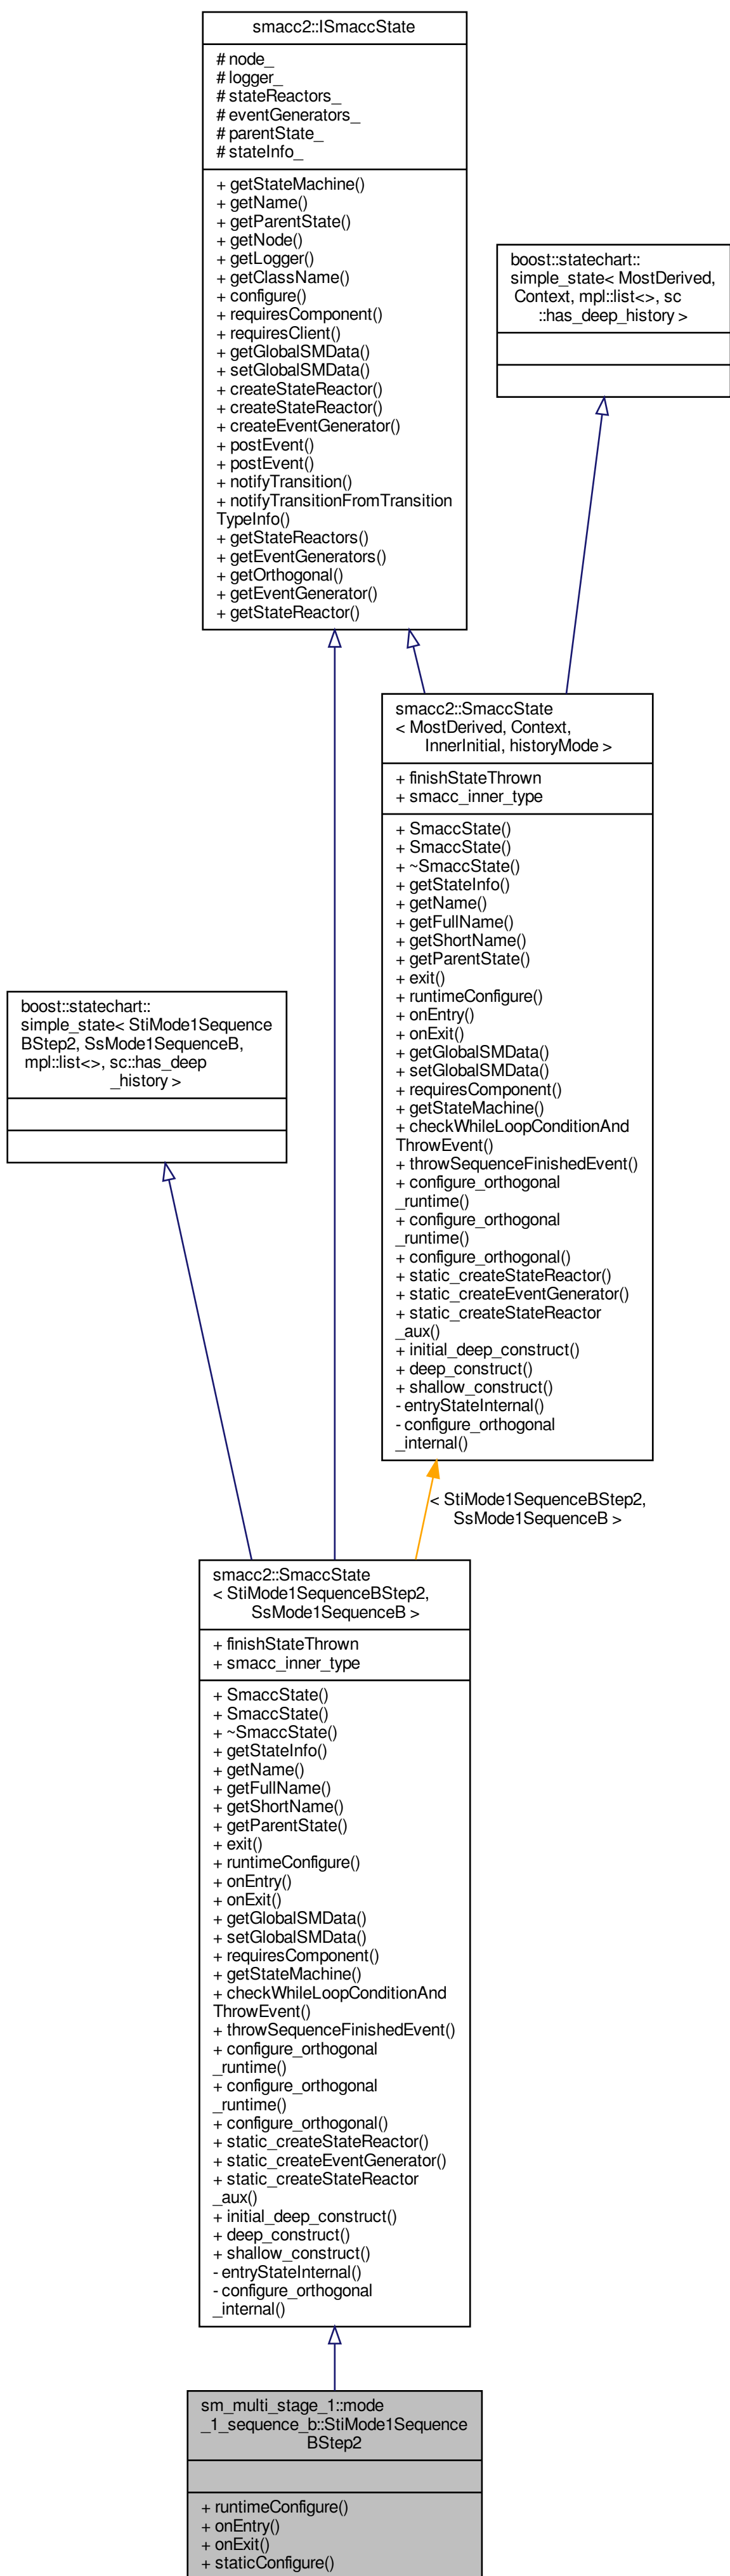 smacc2::ISmaccState
# node_
# logger_
# stateReactors_
# eventGenerators_
# parentState_
# stateInfo_
+ getStateMachine()
+ getName()
+ getParentState()
+ getNode()
+ getLogger()
+ getClassName()
+ configure()
+ requiresComponent()
+ requiresClient()
+ getGlobalSMData()
+ setGlobalSMData()
+ createStateReactor()
+ createStateReactor()
+ createEventGenerator()
+ postEvent()
+ postEvent()
+ notifyTransition()
+ notifyTransitionFromTransition
TypeInfo()
+ getStateReactors()
+ getEventGenerators()
+ getOrthogonal()
+ getEventGenerator()
+ getStateReactor()
boost::statechart::
simple_state< MostDerived,
Context, mpl::list<>, sc
::has_deep_history >
smacc2::SmaccState
< MostDerived, Context,
InnerInitial, historyMode >
+ finishStateThrown
+ smacc_inner_type
+ SmaccState()
+ SmaccState()
+ ~SmaccState()
+ getStateInfo()
+ getName()
+ getFullName()
+ getShortName()
+ getParentState()
+ exit()
+ runtimeConfigure()
+ onEntry()
+ onExit()
+ getGlobalSMData()
+ setGlobalSMData()
+ requiresComponent()
+ getStateMachine()
+ checkWhileLoopConditionAnd
ThrowEvent()
+ throwSequenceFinishedEvent()
+ configure_orthogonal
_runtime()
+ configure_orthogonal
_runtime()
+ configure_orthogonal()
+ static_createStateReactor()
+ static_createEventGenerator()
+ static_createStateReactor
_aux()
+ initial_deep_construct()
+ deep_construct()
+ shallow_construct()
- entryStateInternal()
- configure_orthogonal
_internal()
boost::statechart::
simple_state< StiMode1Sequence
BStep2, SsMode1SequenceB,
mpl::list<>, sc::has_deep
_history >
< StiMode1SequenceBStep2,
SsMode1SequenceB >
smacc2::SmaccState
< StiMode1SequenceBStep2,
SsMode1SequenceB >
+ finishStateThrown
+ smacc_inner_type
+ SmaccState()
+ SmaccState()
+ ~SmaccState()
+ getStateInfo()
+ getName()
+ getFullName()
+ getShortName()
+ getParentState()
+ exit()
+ runtimeConfigure()
+ onEntry()
+ onExit()
+ getGlobalSMData()
+ setGlobalSMData()
+ requiresComponent()
+ getStateMachine()
+ checkWhileLoopConditionAnd
ThrowEvent()
+ throwSequenceFinishedEvent()
+ configure_orthogonal
_runtime()
+ configure_orthogonal
_runtime()
+ configure_orthogonal()
+ static_createStateReactor()
+ static_createEventGenerator()
+ static_createStateReactor
_aux()
+ initial_deep_construct()
+ deep_construct()
+ shallow_construct()
- entryStateInternal()
- configure_orthogonal
_internal()
sm_multi_stage_1::mode
_1_sequence_b::StiMode1Sequence
BStep2
+ runtimeConfigure()
+ onEntry()
+ onExit()
+ staticConfigure()